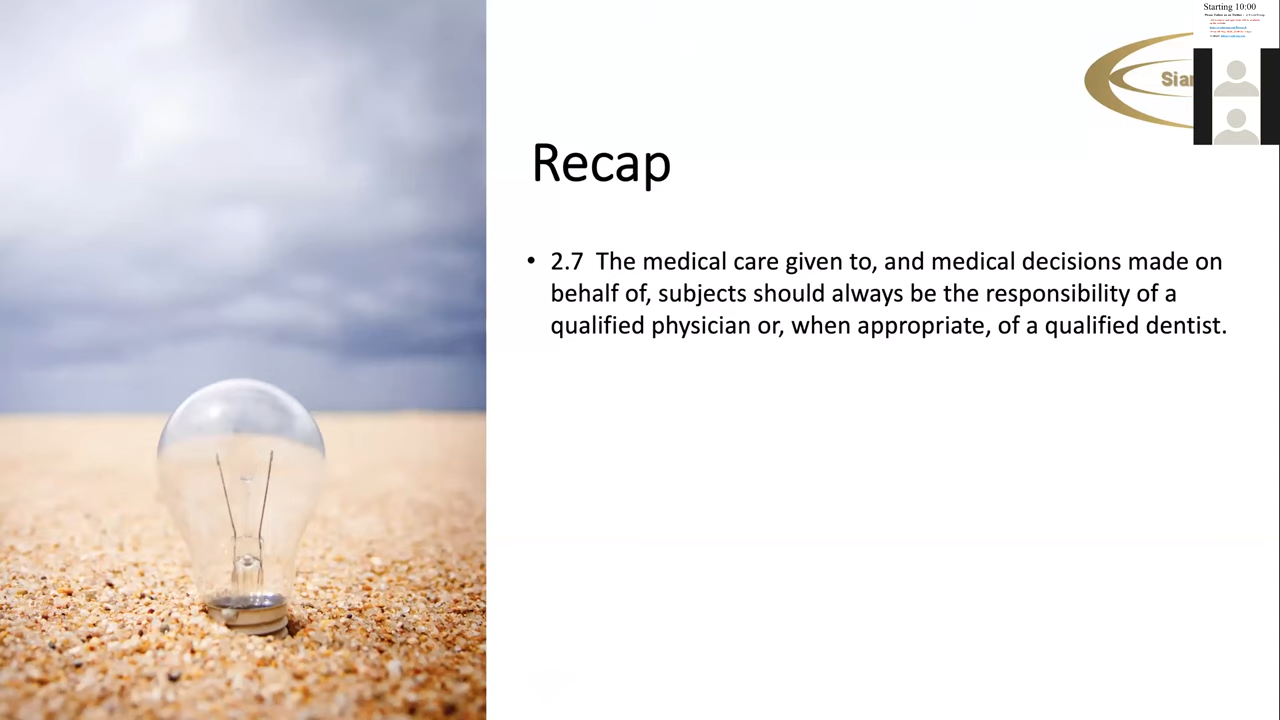 Starting 10:00
Siar
Recap
• 2.7 The medical care given to, and medical decisions made on
behalf of, subjects should always be the responsibility of a
qualified physician or, when appropriate, of a qualified dentist.